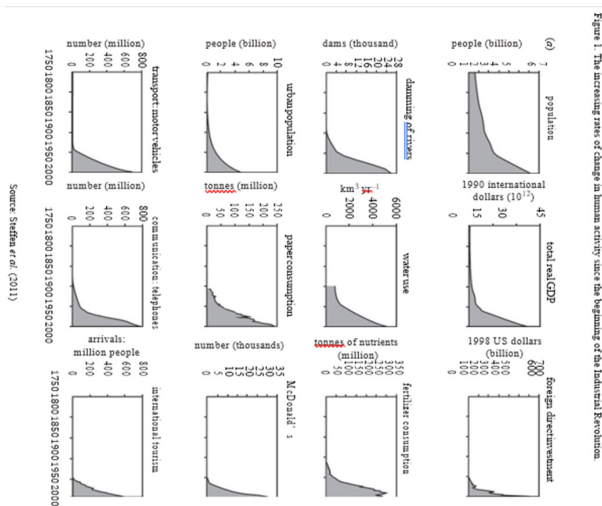 Figure 1. The increasing rates of change in human activity since the beginning of the Industrial Revolution.
(a)
population
people (billion)
7
6
5
4
3
2
1
0
total realGDP
1990 international
dollars (10¹²)
45
30
15
0
foreign directinvestment
1998 US dollars
(billion)
700
600
500
400
300
200
100
0
damming of rivers
dams (thousand)
28
24
20
16
12
8
4
0
water use
km³ yr⁻¹
6000
4000
2000
0
fertilizer consumption
tonnes of nutrients
(million)
350
300
250
200
150
100
50
0
urban population
people (billion)
10
8
6
4
2
0
paper consumption
tonnes (million)
250
200
150
100
50
0
McDonald' s
number (thousands)
35
30
25
20
15
10
5
0
transport: motor vehicles
number (million)
800
600
400
200
0
1750 1800 1850 1900 1950 2000
communication: telephones
number (million)
800
600
400
200
0
1750 1800 1850 1900 1950 2000
international tourism
arrivals:
million people
800
600
400
200
0
1750 1800 1850 1900 1950 2000
Source: Steffen et al. (2011)